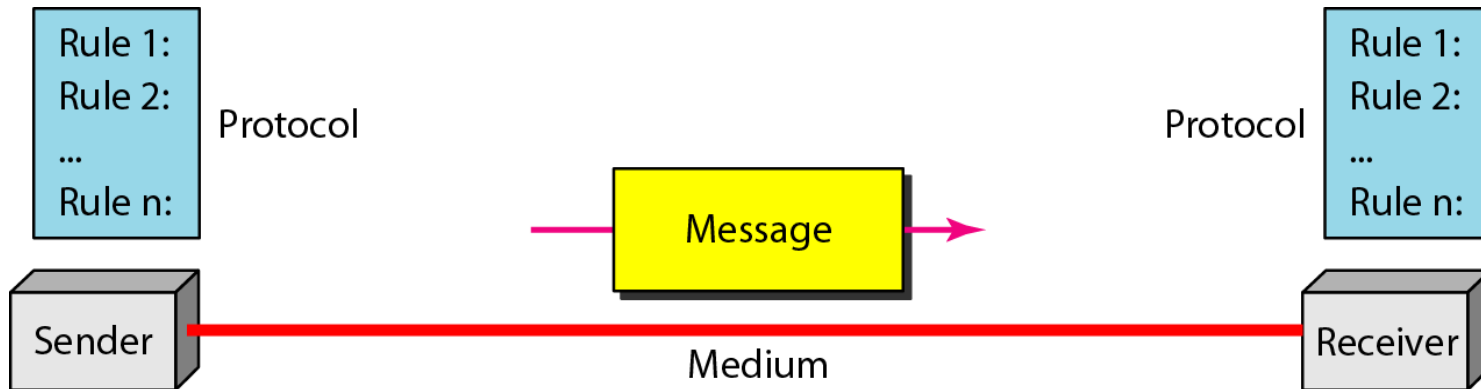 Rule 1:
Rule 2:
...
Rule n:
Protocol
Message
Protocol
Rule 1:
Rule 2:
...
Rule n:
Sender
Medium
Receiver